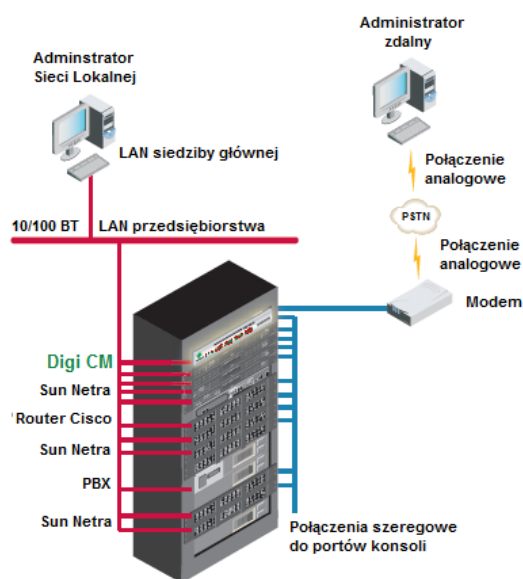 Adminstrator
Sieci Lokalnej
Administrator
zdalny
LAN siedziby głównej
Połączenie
analogowe
PSTN
10/100 BT
LAN przedsiębiorstwa
Połączenie
analogowe
Modem
Digi CM
Sun Netra
Router Cisco
Sun Netra
PBX
Sun Netra
Połączenia szeregowe
do portów konsoli